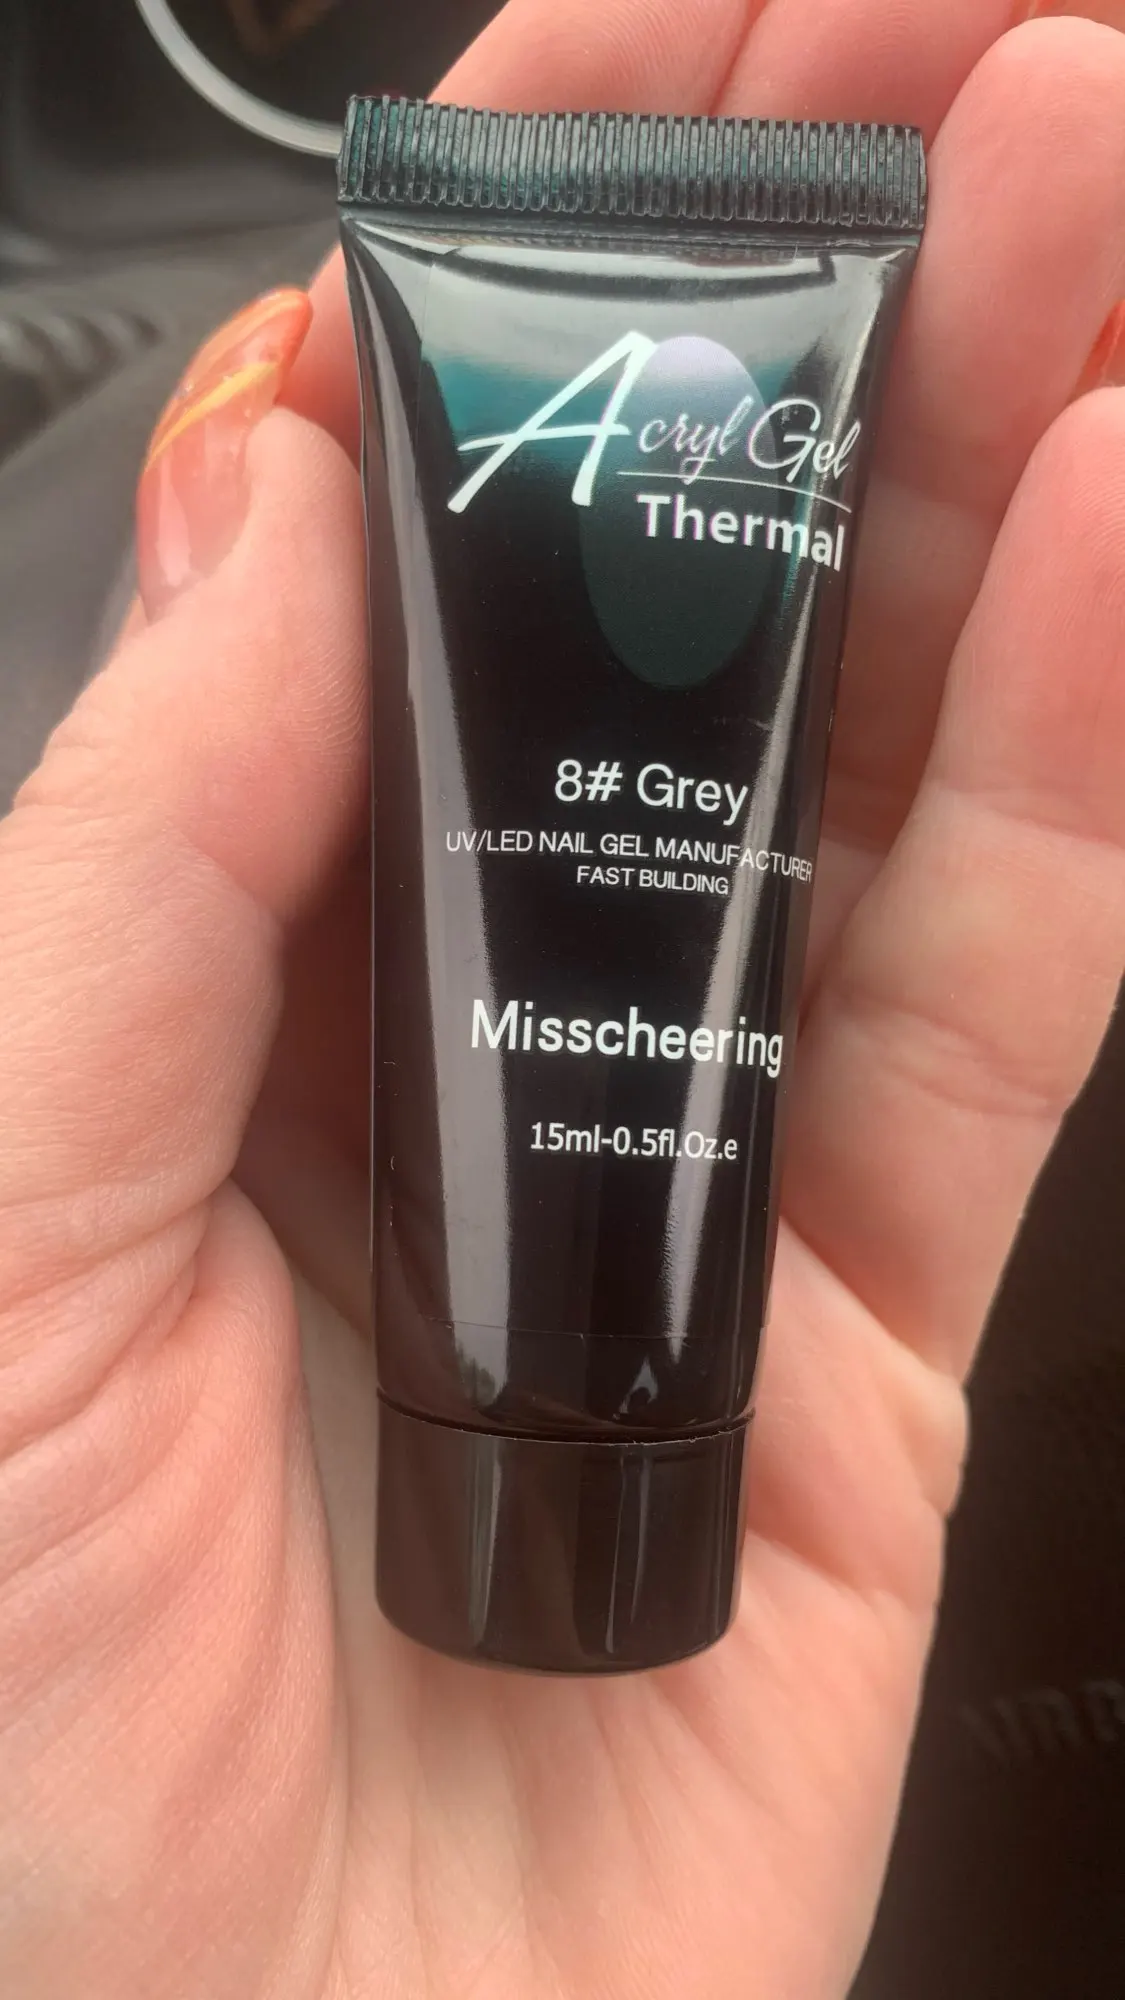 Acryl Gel
Thermal
8# Grey
UV/LED NAIL GEL MANUFACTURER
FAST BUILDING
Misscheering
15ml-0.5fl.Oz.e